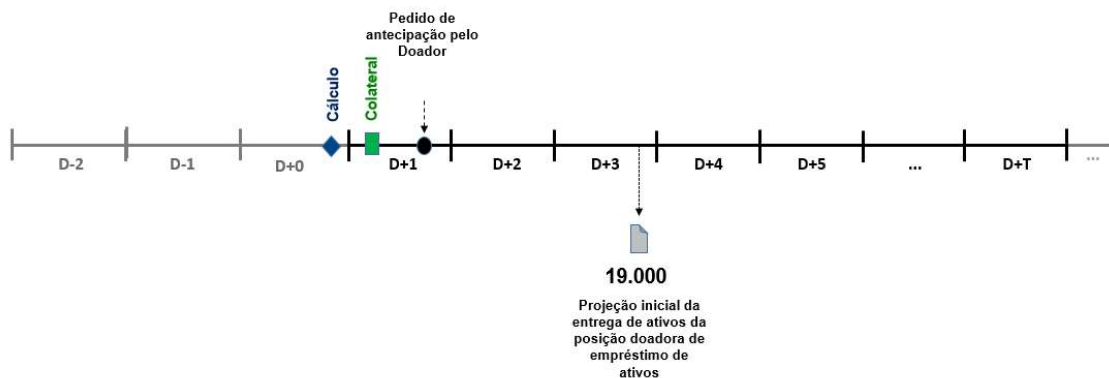 Pedido de
antecipação pelo
Doador
Cálculo
Colateral
D-2
D-1
D+0
D+1
D+2
D+3
D+4
D+5
...
D+T
...
19.000
Projeção inicial da
entrega de ativos da
posição doadora de
empréstimo de
ativos